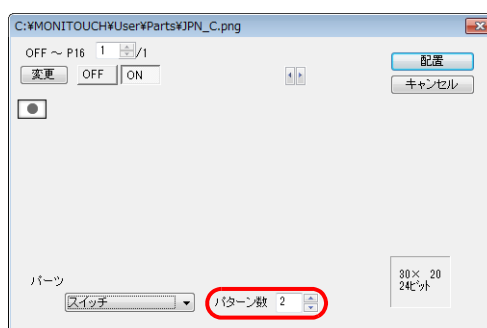 C:¥MONITOUCH¥User¥Parts¥JPN_C.png
OFF ～ P16 1 /1
配置
変更 OFF ON
キャンセル
パーツ
スイッチ
パターン数 2
30× 20
24ビット